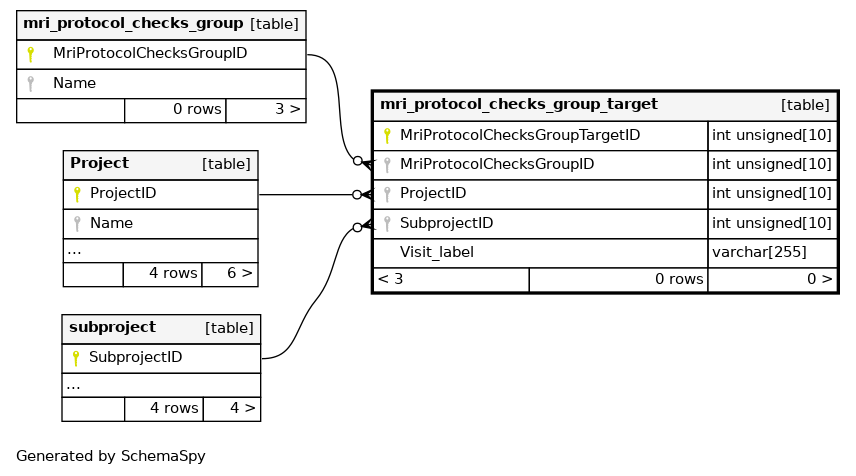 mri_protocol_checks_group [table]
MriProtocolChecksGroupID
Name
0 rows 3 >
Project [table]
ProjectID
Name
...
4 rows 6 >
subproject [table]
SubprojectID
...
4 rows 4 >
mri_protocol_checks_group_target [table]
MriProtocolChecksGroupTargetID int unsigned[10]
MriProtocolChecksGroupID int unsigned[10]
ProjectID int unsigned[10]
SubprojectID int unsigned[10]
Visit_label varchar[255]
< 3 0 rows 0 >
Generated by SchemaSpy